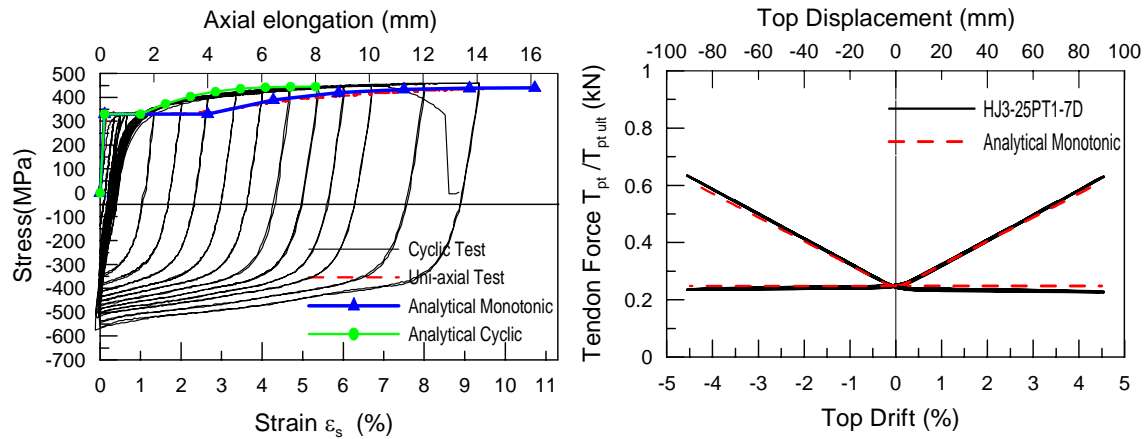 Axial elongation (mm)
0 2 4 6 8 10 12 14 16
500
400
300
200
100
0
-100
-200
-300
-400
-500
-600
-700
Stress(MPa)
Cyclic Test
Uni-axial Test
Analytical Monotonic
Analytical Cyclic
0 1 2 3 4 5 6 7 8 9 10 11
Strain εs (%)
Top Displacement (mm)
-100 -80 -60 -40 -20 0 20 40 60 80 100
1
0.8
0.6
0.4
0.2
0
Tendon Force Tpt /Tpt ult (kN)
HJ3-25PT1-7D
Analytical Monotonic
-5 -4 -3 -2 -1 0 1 2 3 4 5
Top Drift (%)